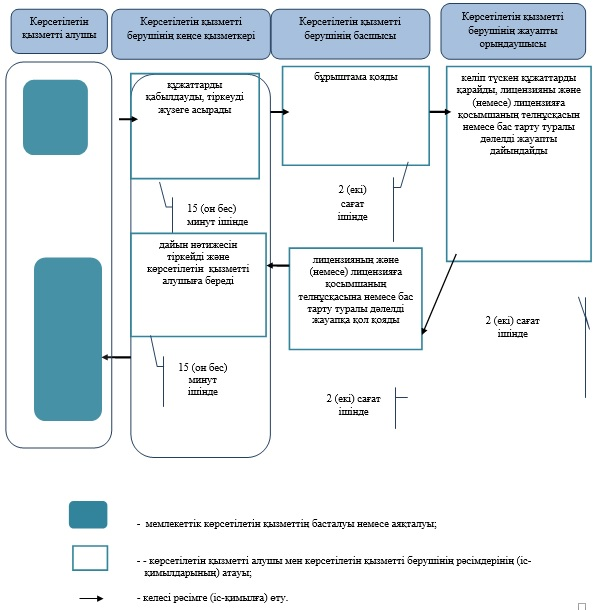 Көрсетілетін
қызметті алушы
Көрсетілетін қызметті
берушінің кеңсе қызметкері
Көрсетілетін қызметті
берушінің басшысы
Көрсетілетін қызметті
берушінің жауапты
орындаушысы
құжаттарды
қабылдауды, тіркеуді
жүзеге асырады
бұрыштама қояды
келіп түскен құжаттарды
қарайды, лицензияны және
(немесе) лицензияға
қосымшаның телнұсқасын
немесе бас тарту туралы
дәлелді жауапты
дайындайды
15 (он бес)
минут ішінде
2 (екі)
сағат
ішінде
дайын нәтижесін
тіркейді және
көрсетілетін қызметті
алушыға береді
лицензияның және
(немесе) лицензияға
қосымшаның
телнұсқасына немесе бас
тарту туралы дәлелді
жауапқа қол қояды
2 (екі) сағат
ішінде
15 (он бес)
минут
ішінде
2 (екі) сағат
ішінде
- мемлекеттік көрсетілетін қызметтің басталуы немесе аяқталуы;
- - көрсетілетін қызметті алушы мен көрсетілетін қызметті берушінің рәсімдерінің (іс-
қимылдарының) атауы;
- келесі рәсімге (іс-қимылға) өту.